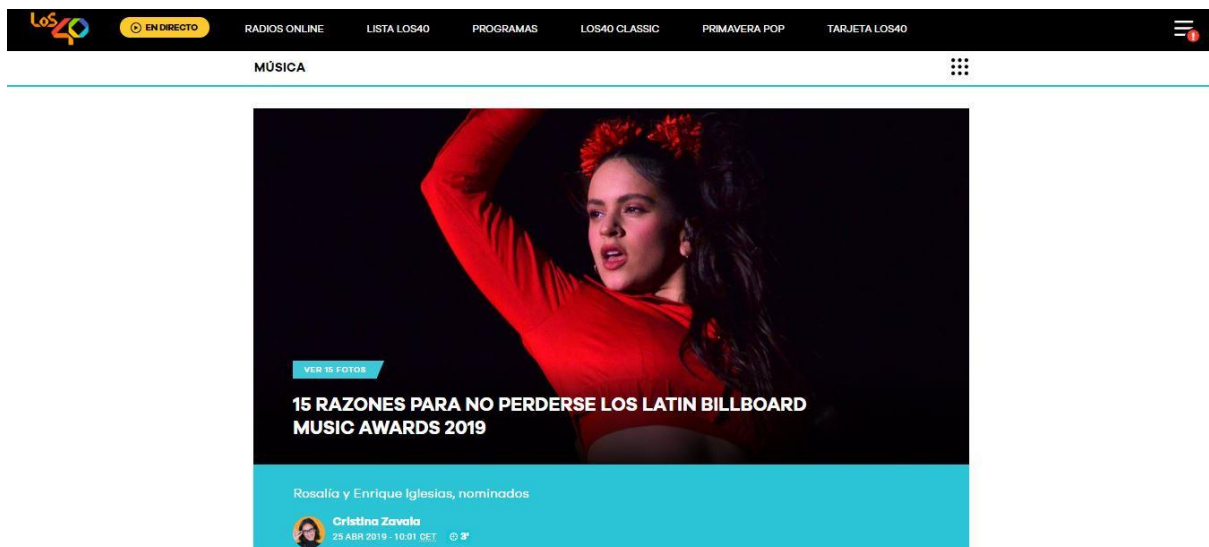 LOS40
EN DIRECTO
RADIOS ONLINE
LISTA LOS40
PROGRAMAS
LOS40 CLASSIC
PRIMAVERA POP
TARJETA LOS40
MÚSICA
VER 15 FOTOS
15 RAZONES PARA NO PERDERSE LOS LATIN BILLBOARD
MUSIC AWARDS 2019
Rosalía y Enrique Iglesias, nominados
Cristina Zavala
25 ABR 2019 - 10:01 CET 3'